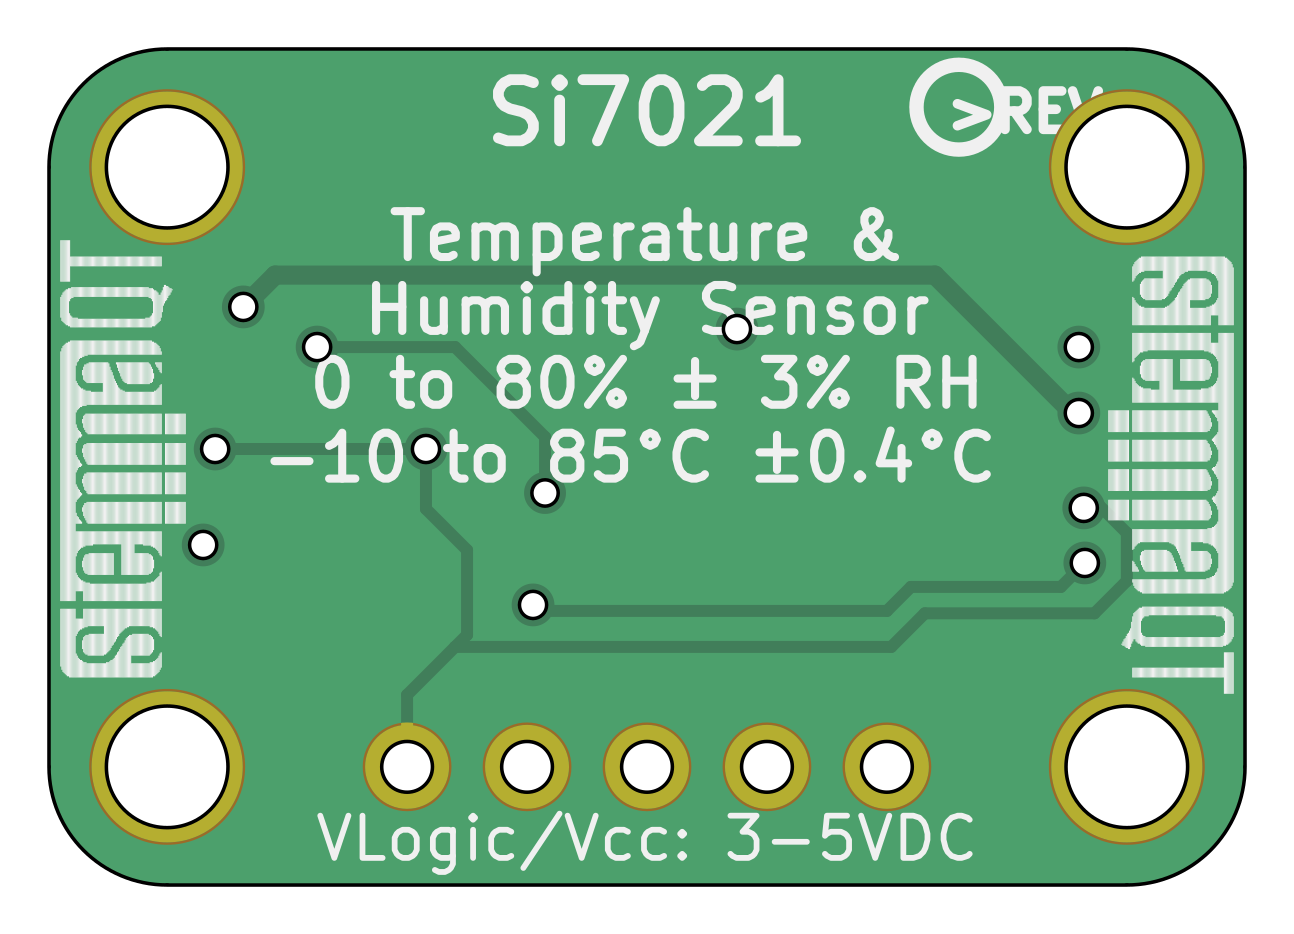 Si7021
>REV
Temperature &
Humidity Sensor
0 to 80% ± 3% RH
-10 to 85°C ±0.4°C
stemmaQT
stemmaQT
VLogic/Vcc: 3-5VDC